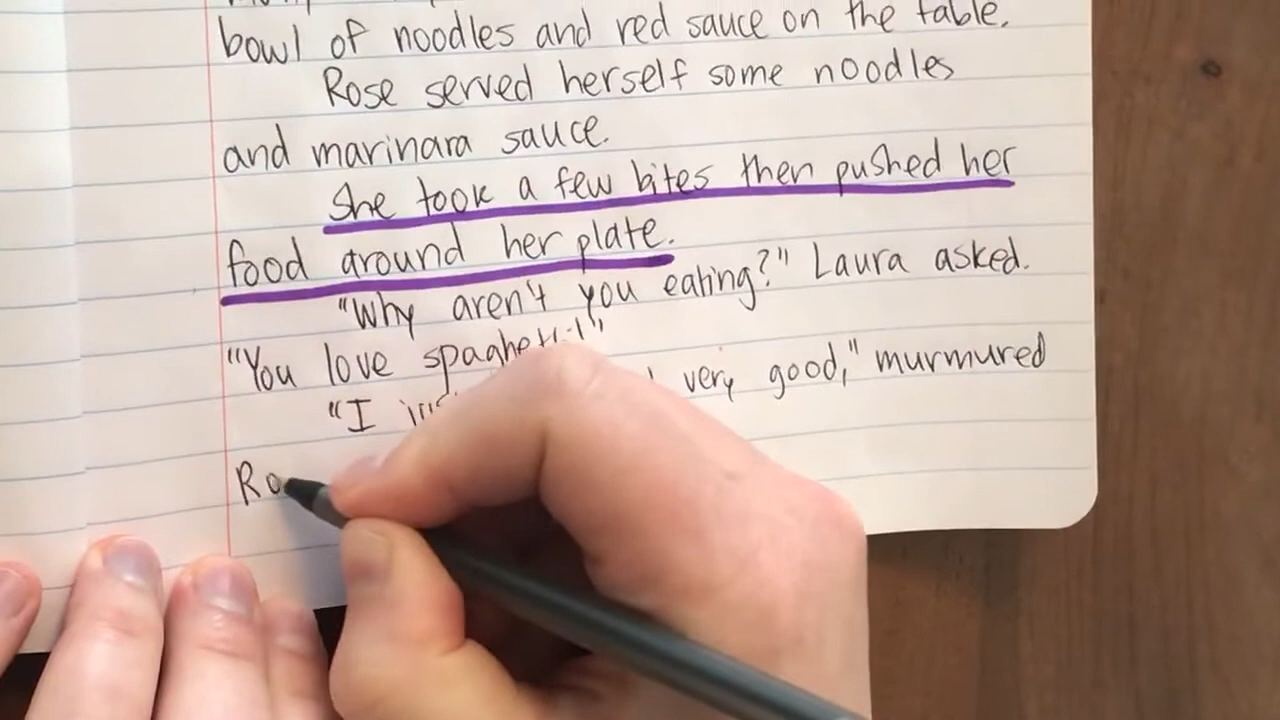 bowl of noodles and red sauce on the table.
Rose served herself some noodles
and marinara sauce.
She took a few bites then pushed her
food around her plate.
"Why aren't you eating?" Laura asked.
"You love
"I very good," murmured
Ro